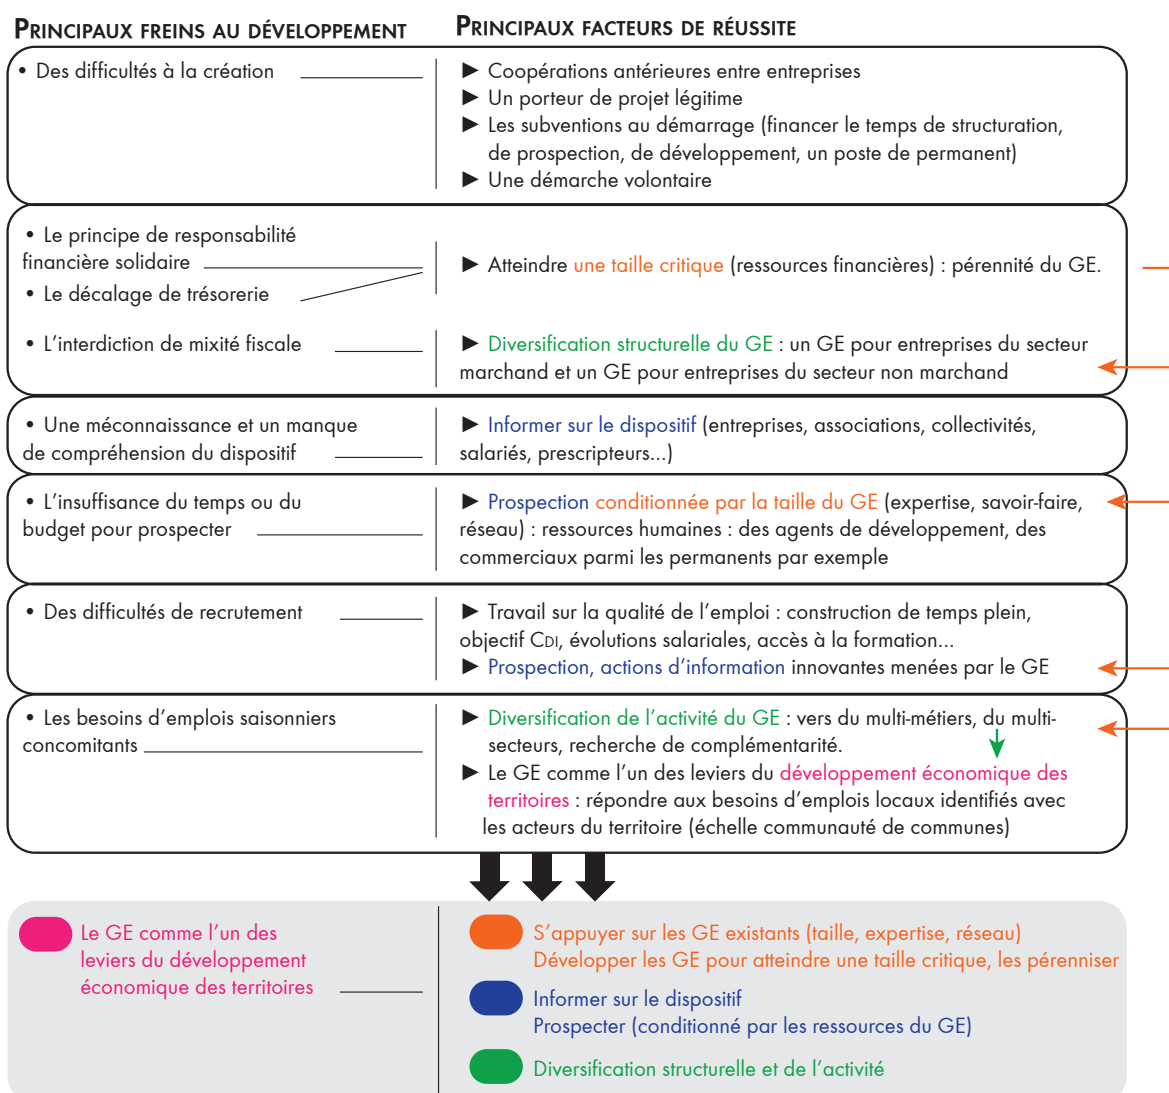 PRINCIPAUX FREINS AU DÉVELOPPEMENT
PRINCIPAUX FACTEURS DE RÉUSSITE
• Des difficultés à la création
► Coopérations antérieures entre entreprises
► Un porteur de projet légitime
► Les subventions au démarrage (financer le temps de structuration,
de prospection, de développement, un poste de permanent)
► Une démarche volontaire
• Le principe de responsabilité
financière solidaire
• Le décalage de trésorerie
► Atteindre une taille critique (ressources financières) : pérennité du GE.
• L'interdiction de mixité fiscale
► Diversification structurelle du GE : un GE pour entreprises du secteur
marchand et un GE pour entreprises du secteur non marchand
• Une méconnaissance et un manque
de compréhension du dispositif
► Informer sur le dispositif (entreprises, associations, collectivités,
salariés, prescripteurs...)
• L'insuffisance du temps ou du
budget pour prospecter
► Prospection conditionnée par la taille du GE (expertise, savoir-faire,
réseau) : ressources humaines : des agents de développement, des
commerciaux parmi les permanents par exemple
• Des difficultés de recrutement
► Travail sur la qualité de l'emploi : construction de temps plein,
objectif CDI, évolutions salariales, accès à la formation...
► Prospection, actions d'information innovantes menées par le GE
• Les besoins d'emplois saisonniers
concomitants
► Diversification de l'activité du GE : vers du multi-métiers, du multi-
secteurs, recherche de complémentarité.
► Le GE comme l'un des leviers du développement économique des
territoires : répondre aux besoins d'emplois locaux identifiés avec
les acteurs du territoire (échelle communauté de communes)
Le GE comme l'un des
leviers du développement
économique des territoires
S'appuyer sur les GE existants (taille, expertise, réseau)
Développer les GE pour atteindre une taille critique, les pérenniser
Informer sur le dispositif
Prospecter (conditionné par les ressources du GE)
Diversification structurelle et de l'activité